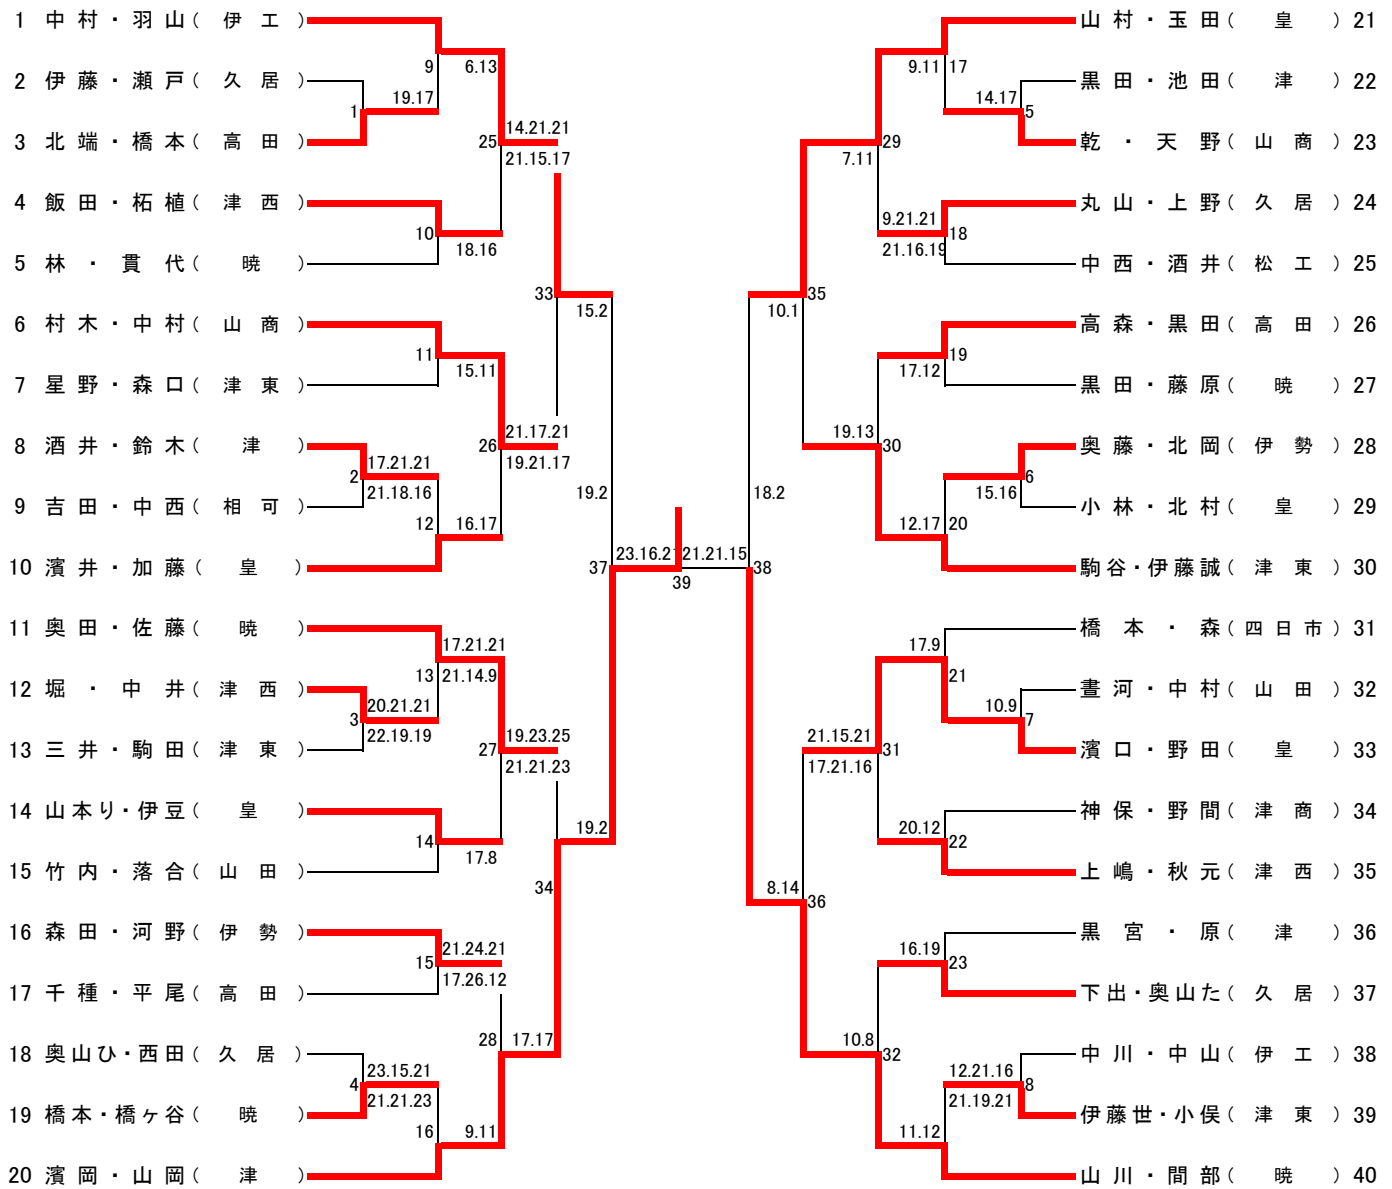 1 中村・羽山（ 伊 工 ）
2 伊藤・瀬戸（ 久 居 ）
3 北端・橋本（ 高 田 ）
4 飯田・柘植（ 津 西 ）
5 林・貫代（ 暁 ）
6 村木・中村（ 山 商 ）
7 星野・森口（ 津 東 ）
8 酒井・鈴木（ 津 ）
9 吉田・中西（ 相 可 ）
10 濱井・加藤（ 皇 ）
11 奥田・佐藤（ 暁 ）
12 堀・中井（ 津 西 ）
13 三井・駒田（ 津 東 ）
14 山本り・伊豆（ 皇 ）
15 竹内・落合（ 山 田 ）
16 森田・河野（ 伊 勢 ）
17 千種・平尾（ 高 田 ）
18 奥山ひ・西田（ 久 居 ）
19 橋本・橋ヶ谷（ 暁 ）
20 濱岡・山岡（ 津 ）
1
19.17
2
17.21.21
21.18.16
3
20.21.21
22.19.19
4
23.15.21
21.21.23
9
6.13
10
18.16
11
15.11
12
16.17
13
17.21.21
21.14.9
14
17.8
15
21.24.21
17.26.12
16
9.11
25
14.21.21
21.15.17
26
21.17.21
19.21.17
27
19.23.25
21.21.23
28
17.17
33
15.2
34
19.2
37
19.2
23.16.21
21.21.15
39
38
18.2
35
10.1
36
8.14
29
7.11
30
19.13
31
21.15.21
17.21.16
32
10.8
17
9.11
18
9.21.21
21.16.19
19
17.12
20
12.17
21
17.9
22
20.12
23
16.19
11.12
5
14.17
6
15.16
7
10.9
8
12.21.16
21.19.21
山村・玉田（ 皇 ）21
黒田・池田（ 津 ）22
乾・天野（ 山 商 ）23
丸山・上野（ 久 居 ）24
中西・酒井（ 松 工 ）25
高森・黒田（ 高 田 ）26
黒田・藤原（ 暁 ）27
奥藤・北岡（ 伊 勢 ）28
小林・北村（ 皇 ）29
駒谷・伊藤誠（ 津 東 ）30
橋本・森（ 四 日 市 ）31
晝河・中村（ 山 田 ）32
濱口・野田（ 皇 ）33
神保・野間（ 津 商 ）34
上嶋・秋元（ 津 西 ）35
黒宮・原（ 津 ）36
下出・奥山た（ 久 居 ）37
中川・中山（ 伊 工 ）38
伊藤世・小俣（ 津 東 ）39
山川・間部（ 暁 ）40